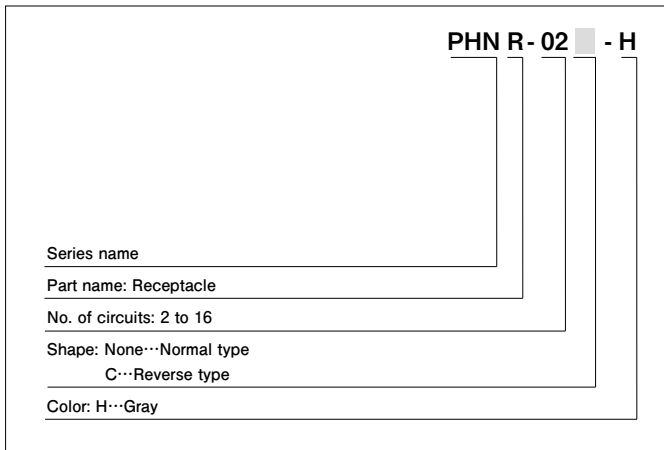 PHN R - 02 - H
Series name
Part name: Receptacle
No. of circuits: 2 to 16
Shape: None…Normal type
C…Reverse type
Color: H…Gray